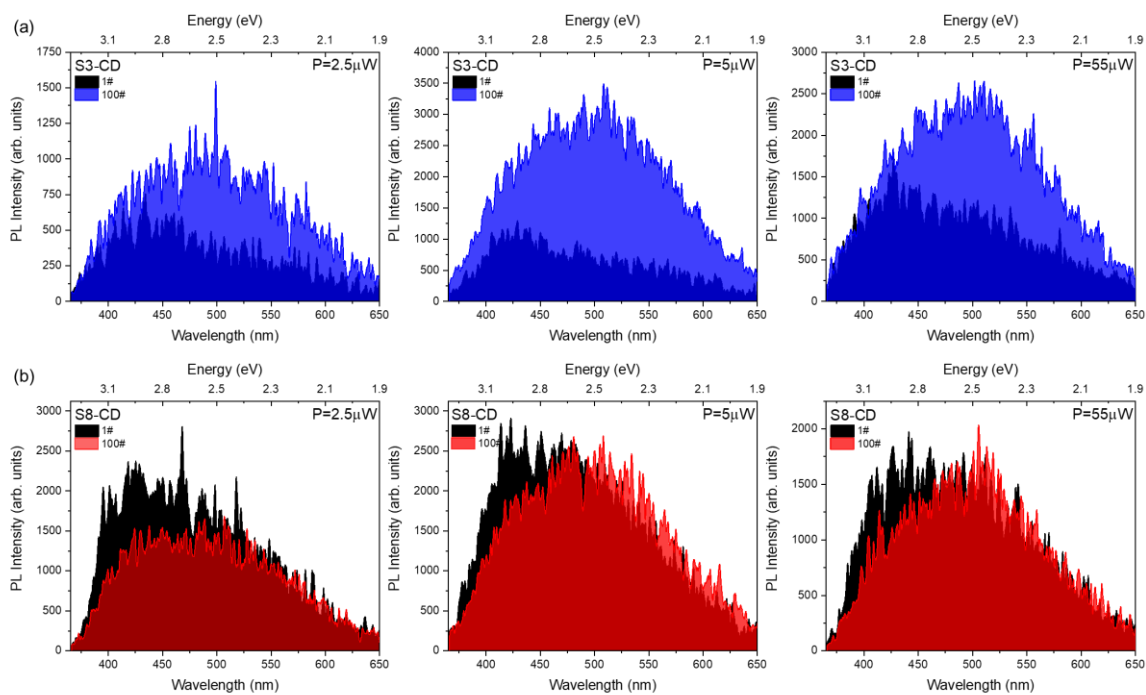 (a)
Energy (eV)
3.1 2.8 2.5 2.3 2.1 1.9
S3-CD
P=2.5μW
1#
100#
PL Intensity (arb. units)
1750
1500
1250
1000
750
500
250
0
400 450 500 550 600 650
Wavelength (nm)
Energy (eV)
3.1 2.8 2.5 2.3 2.1 1.9
S3-CD
P=5μW
1#
100#
PL Intensity (arb. units)
4000
3500
3000
2500
2000
1500
1000
500
0
400 450 500 550 600 650
Wavelength (nm)
Energy (eV)
3.1 2.8 2.5 2.3 2.1 1.9
S3-CD
P=55μW
1#
100#
PL Intensity (arb. units)
3000
2500
2000
1500
1000
500
0
400 450 500 550 600 650
Wavelength (nm)
(b)
Energy (eV)
3.1 2.8 2.5 2.3 2.1 1.9
S8-CD
P=2.5μW
1#
100#
PL Intensity (arb. units)
3000
2500
2000
1500
1000
500
0
400 450 500 550 600 650
Wavelength (nm)
Energy (eV)
3.1 2.8 2.5 2.3 2.1 1.9
S8-CD
P=5μW
1#
100#
PL Intensity (arb. units)
3000
2500
2000
1500
1000
500
0
400 450 500 550 600 650
Wavelength (nm)
Energy (eV)
3.1 2.8 2.5 2.3 2.1 1.9
S8-CD
P=55μW
1#
100#
PL Intensity (arb. units)
2000
1500
1000
500
0
400 450 500 550 600 650
Wavelength (nm)